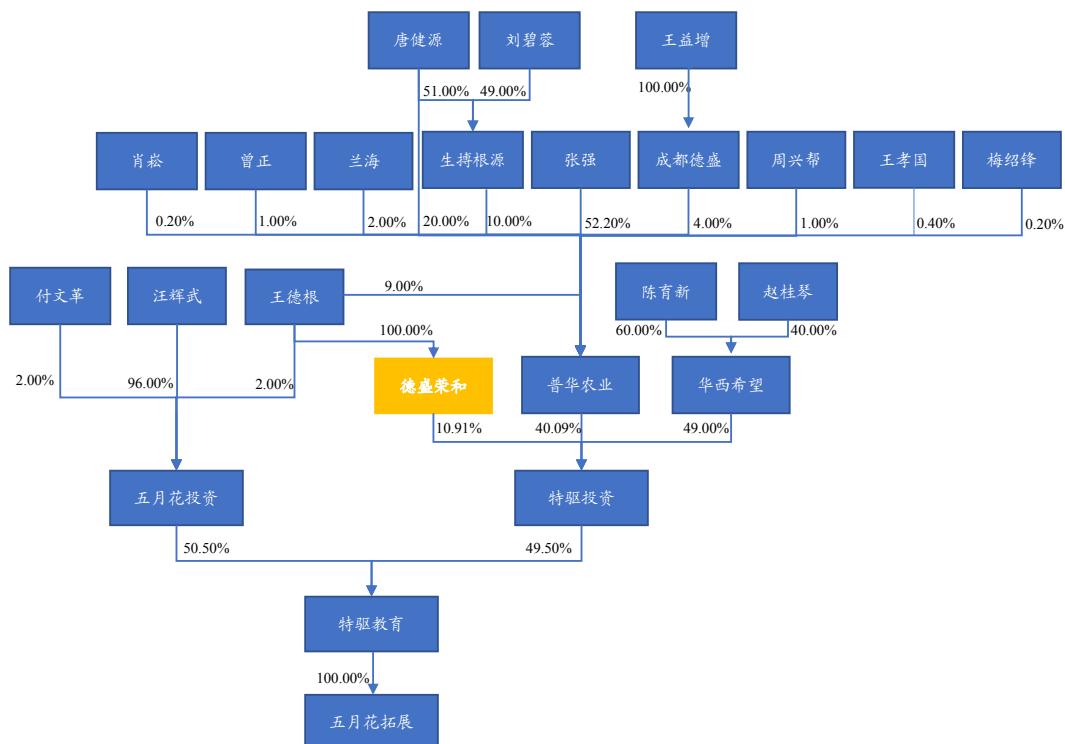 唐健源
刘碧蓉
王益增
51.00%
49.00%
100.00%
肖崧
曾正
兰海
生搏根源
张强
成都德盛
周兴帮
王孝国
梅绍锋
0.20%
1.00%
2.00%
20.00%
10.00%
52.20%
4.00%
1.00%
0.40%
0.20%
付文革
汪辉武
王德根
9.00%
陈育新
赵桂琴
100.00%
60.00%
40.00%
2.00%
96.00%
2.00%
德盛荣和
普华农业
华西希望
10.91%
40.09%
49.00%
五月花投资
特驱投资
50.50%
49.50%
特驱教育
100.00%
五月花拓展